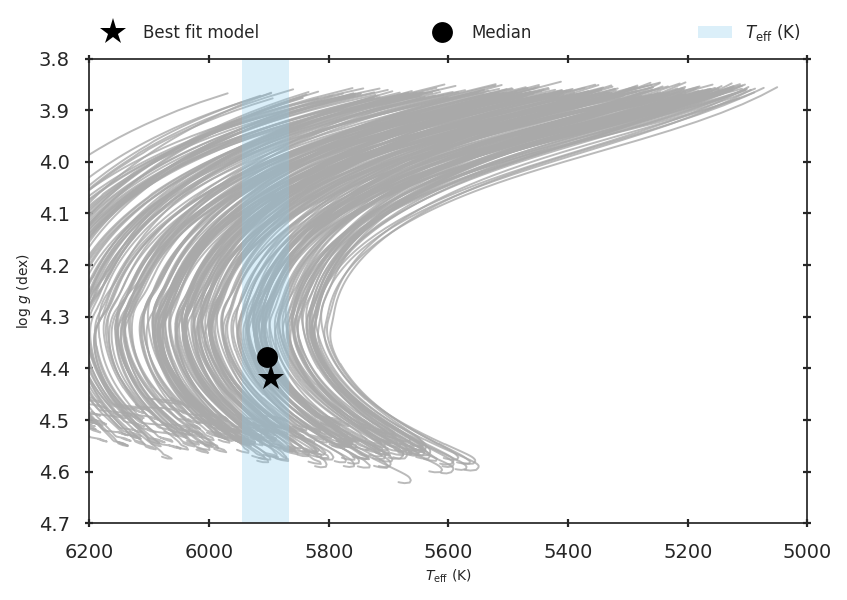 Best fit model
Median
T_eff (K)
3.8
3.9
4.0
4.1
4.2
4.3
4.4
4.5
4.6
4.7
log g (dex)
6200 6000 5800 5600 5400 5200 5000
T_eff (K)